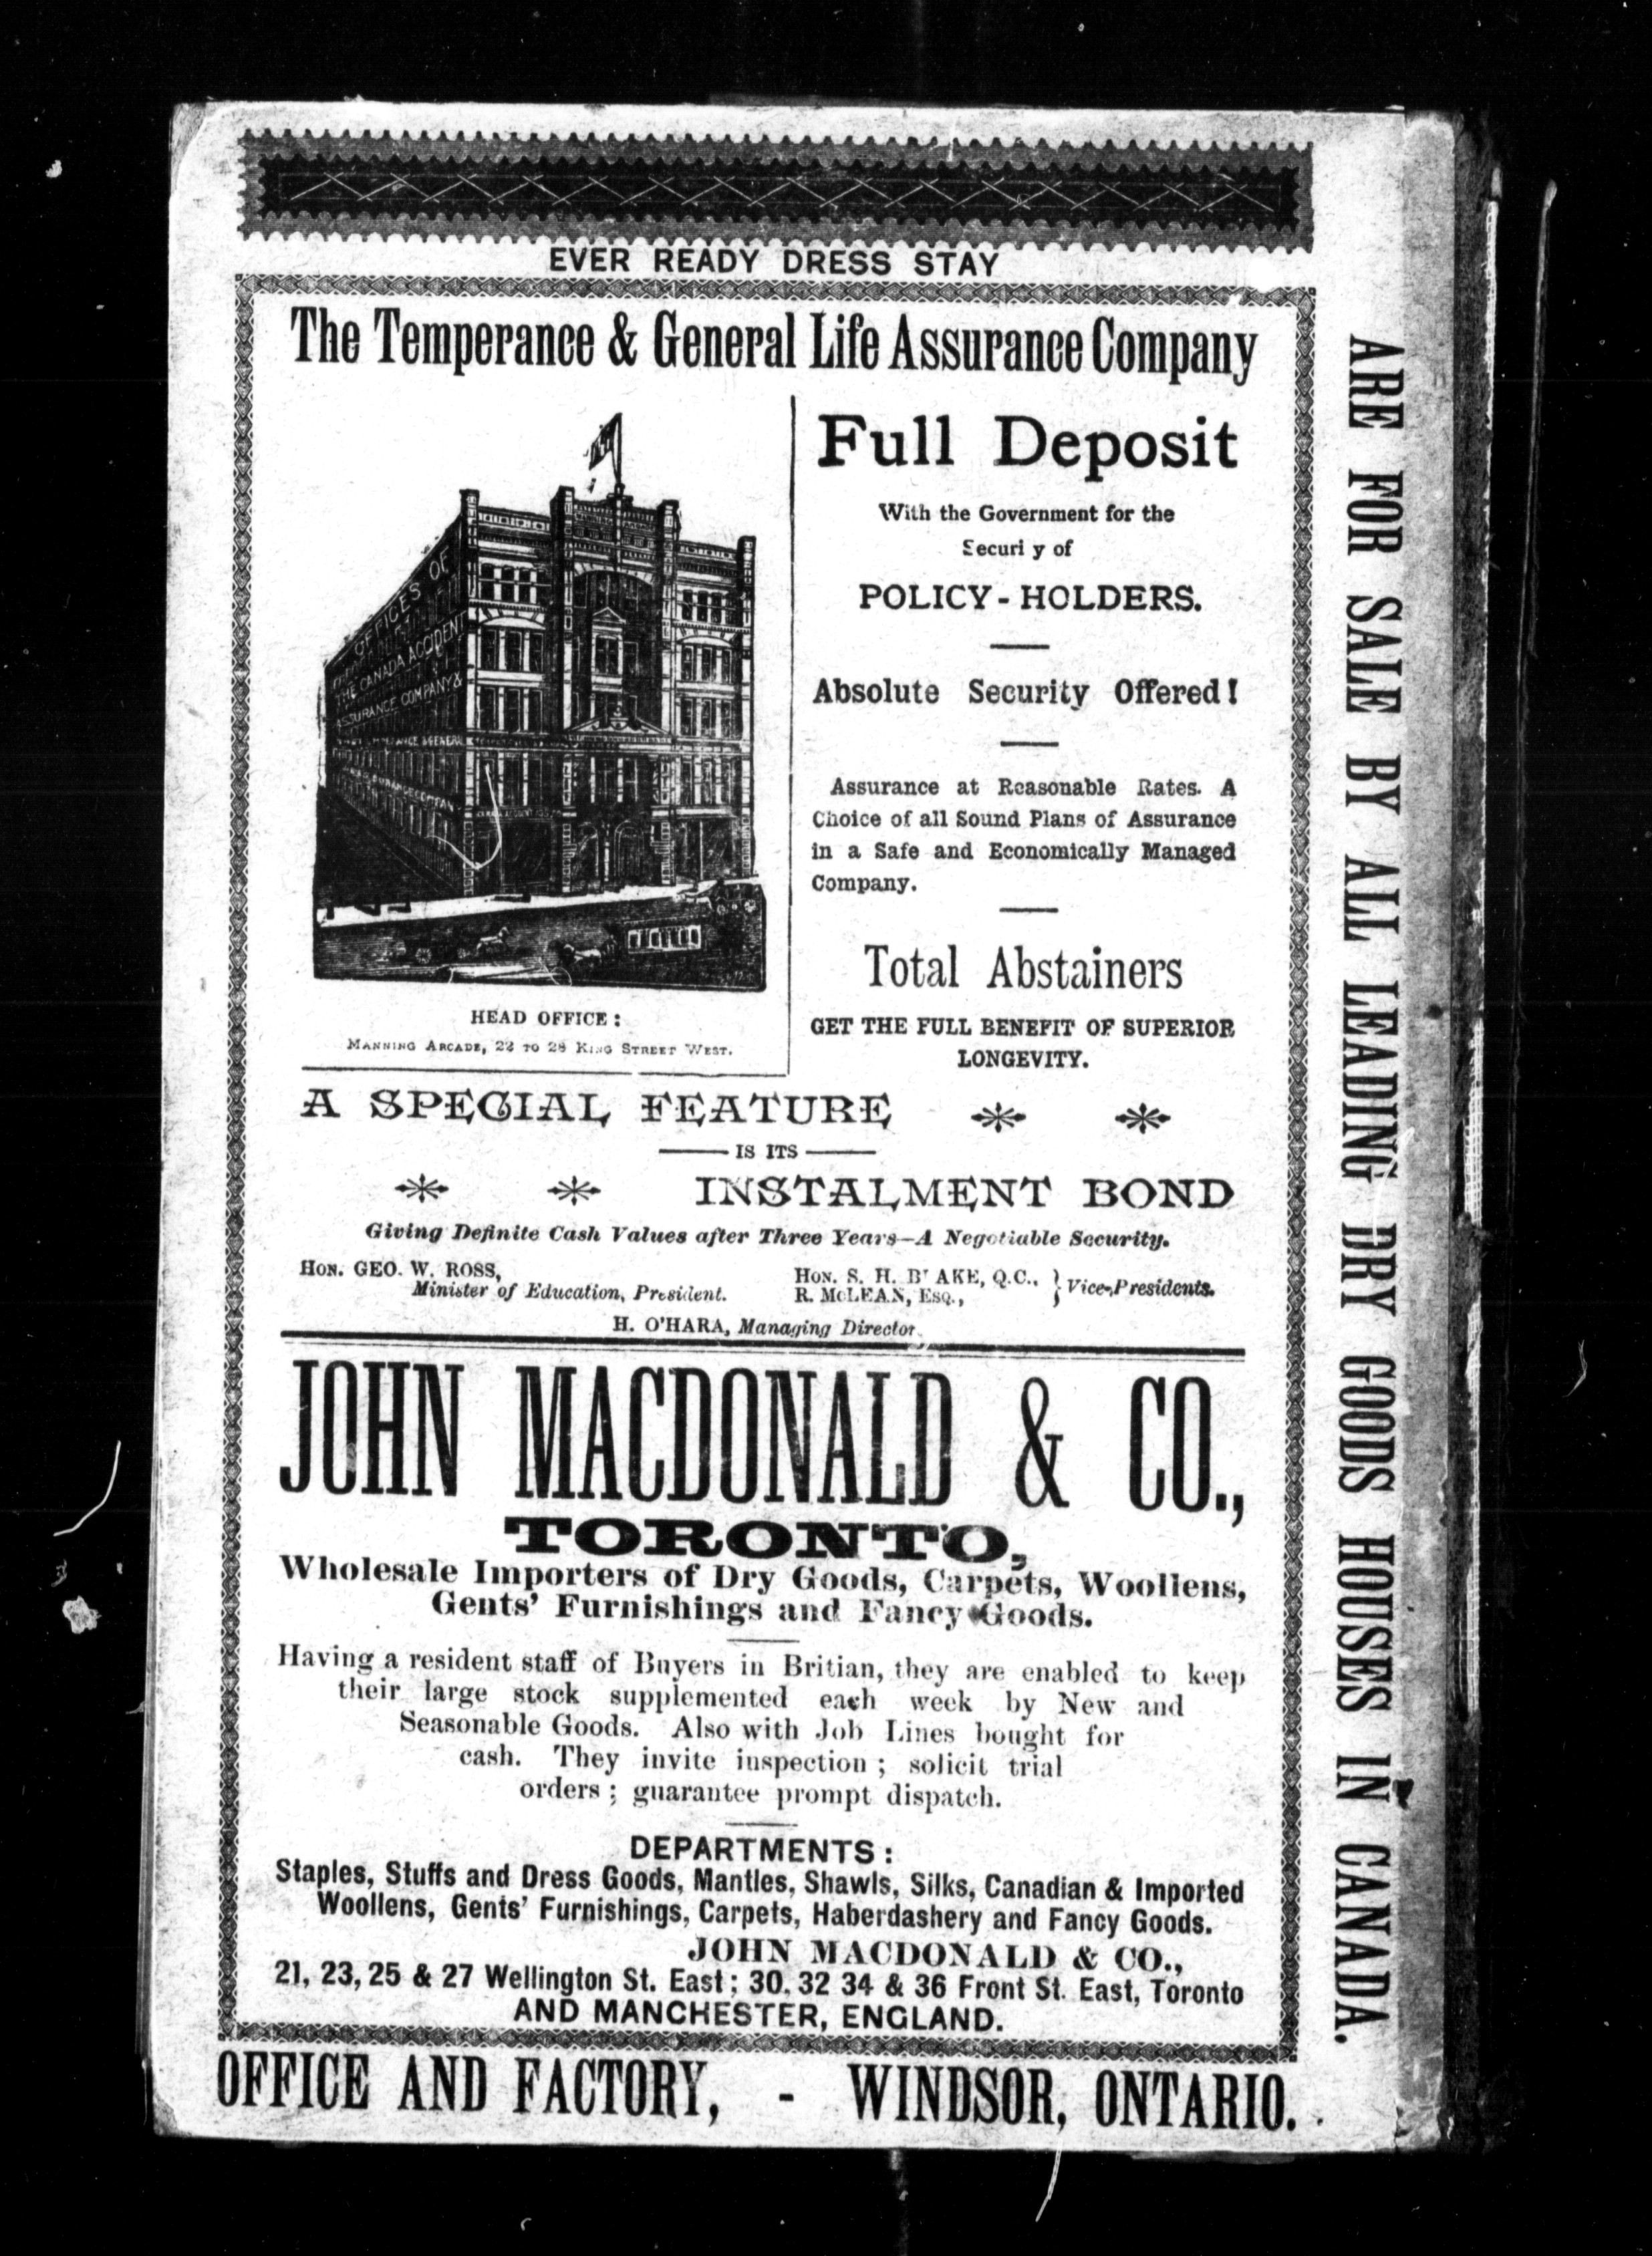 EVER READY DRESS STAY
The Temperance & General Life Assurance Company
OFFICES OF
THE CANADA ACCIDENT
ASSURANCE COMPANY &
Full Deposit
With the Government for the
Securi y of
POLICY-HOLDERS.
Absolute Security Offered!
Assurance at Reasonable Rates. A
Choice of all Sound Plans of Assurance
in a Safe and Economically Managed
Company.
Total Abstainers
GET THE FULL BENEFIT OF SUPERIOR
LONGEVITY.
HEAD OFFICE:
MANNING ARCADE, 22 TO 28 KING STREET WEST.
A SPECIAL FEATURE
IS ITS
INSTALMENT BOND
Giving Definite Cash Values after Three Years—A Negotiable Security.
HON. GEO. W. ROSS,
Minister of Education, President.
HON. S. H. B AKE, Q.C.,
R. McLEAN, ESQ.,
} Vice-Presidents.
H. O'HARA, Managing Director.
JOHN MACDONALD & CO.,
TORONTO,
Wholesale Importers of Dry Goods, Carpets, Woollens,
Gents' Furnishings and Fancy Goods.
Having a resident staff of Buyers in Britian, they are enabled to keep
their large stock supplemented each week by New and
Seasonable Goods. Also with Job Lines bought for
cash. They invite inspection; solicit trial
orders; guarantee prompt dispatch.
DEPARTMENTS:
Staples, Stuffs and Dress Goods, Mantles, Shawls, Silks, Canadian & Imported
Woollens, Gents' Furnishings, Carpets, Haberdashery and Fancy Goods.
JOHN MACDONALD & CO.,
21, 23, 25 & 27 Wellington St. East; 30, 32 34 & 36 Front St. East, Toronto
AND MANCHESTER, ENGLAND.
ARE FOR SALE BY ALL LEADING DRY GOODS HOUSES IN CANADA.
OFFICE AND FACTORY, - WINDSOR, ONTARIO.